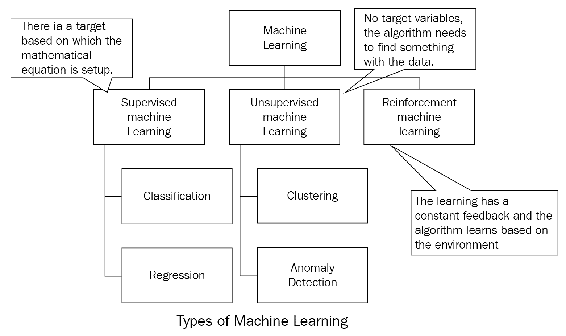 There ia a target
based on which the
mathematical
equation is setup.
Machine
Learning
No target variables,
the algorithm needs
to find something
with the data.
Supervised
machine
Learning
Unsupervised
machine
Learning
Reinforcement
machine
learning
Classification
Clustering
The learning has a
constant feedback and the
algorithm learns based on
the environment
Regression
Anomaly
Detection
Types of Machine Learning